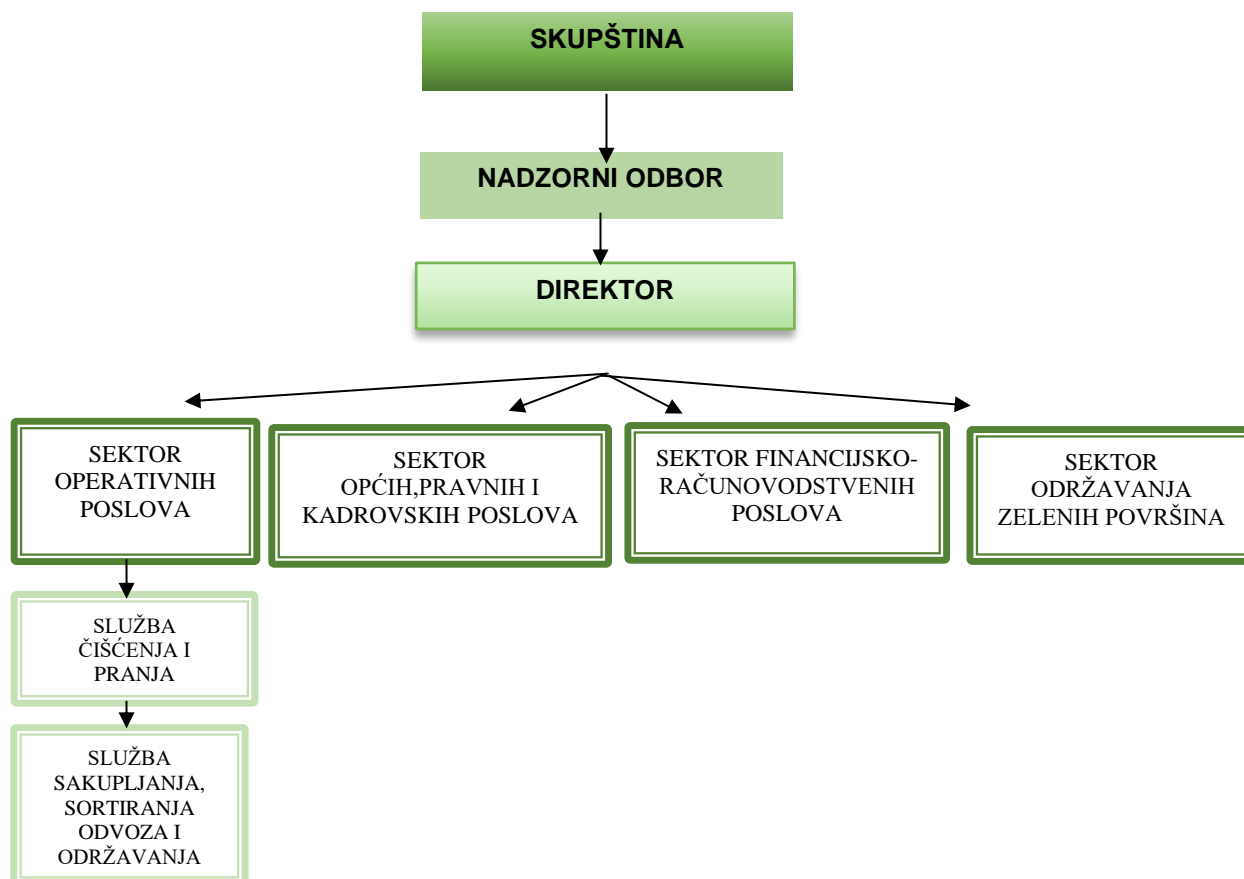 SKUPŠTINA
NADZORNI ODBOR
DIREKTOR
SEKTOR
OPERATIVNIH
POSLOVA
SEKTOR
OPĆIH,PRAVNIH I
KADROVSKIH POSLOVA
SEKTOR FINANCIJSKO-
RAČUNOVODSTVENIH
POSLOVA
SEKTOR
ODRŽAVANJA
ZELENIH POVRŠINA
SLUŽBA
ČIŠĆENJA I
PRANJA
SLUŽBA
SAKUPLJANJA,
SORTIRANJA
ODVOZA I
ODRŽAVANJA